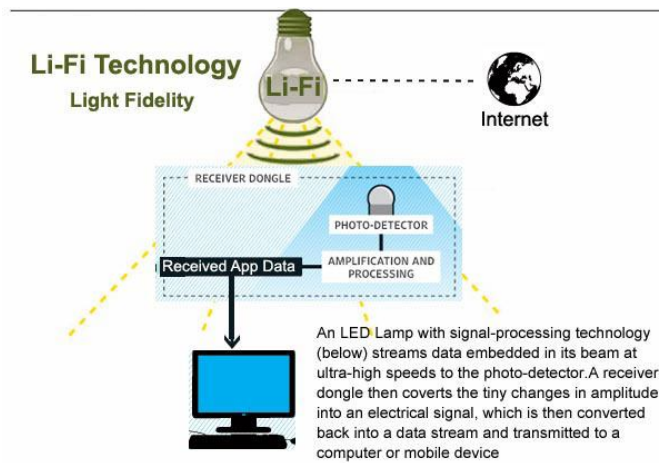 Li-Fi Technology
Light Fidelity
Li-Fi
Internet
RECEIVER DONGLE
PHOTO-DETECTOR
AMPLIFICATION AND
PROCESSING
Received App Data
An LED Lamp with signal-processing technology
(below) streams data embedded in its beam at
ultra-high speeds to the photo-detector.A receiver
dongle then coverts the tiny changes in amplitude
into an electrical signal, which is then converted
back into a data stream and transmitted to a
computer or mobile device